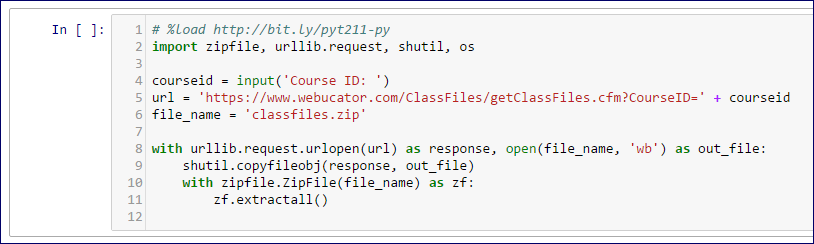 In [ ]:
1 # %load http://bit.ly/pyt211-py
2 import zipfile, urllib.request, shutil, os
3
4 courseid = input('Course ID: ')
5 url = 'https://www.webucator.com/ClassFiles/getClassFiles.cfm?CourseID=' + courseid
6 file_name = 'classfiles.zip'
7
8 with urllib.request.urlopen(url) as response, open(file_name, 'wb') as out_file:
9     shutil.copyfileobj(response, out_file)
10     with zipfile.ZipFile(file_name) as zf:
11         zf.extractall()
12